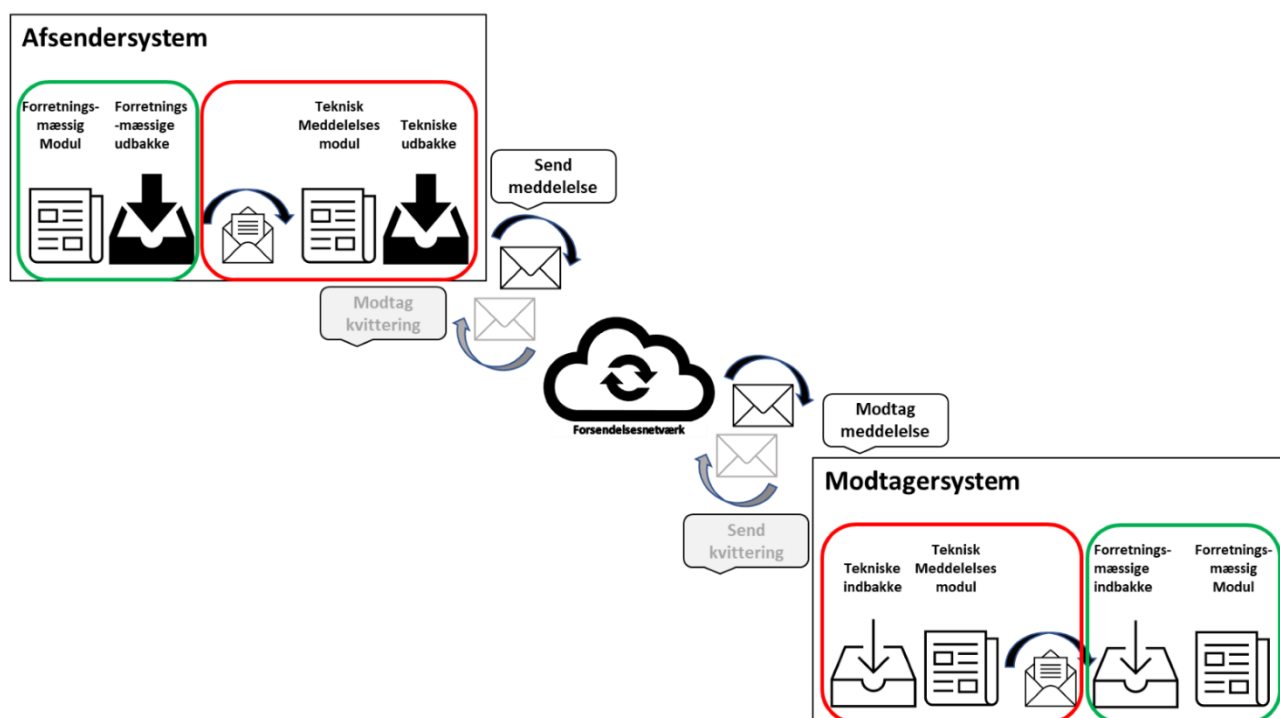 Afsendersystem
Forretnings-
mæssig
Modul
Forretnings
-mæssige
udbakke
Teknisk
Meddelelses
modul
Tekniske
udbakke
Send
meddelelse
Modtag
kvittering
Forsendelsesnetværk
Modtag
meddelelse
Send
kvittering
Modtagersystem
Tekniske
indbakke
Teknisk
Meddelelses
modul
Forretnings-
mæssige
indbakke
Forretnings-
mæssig
Modul